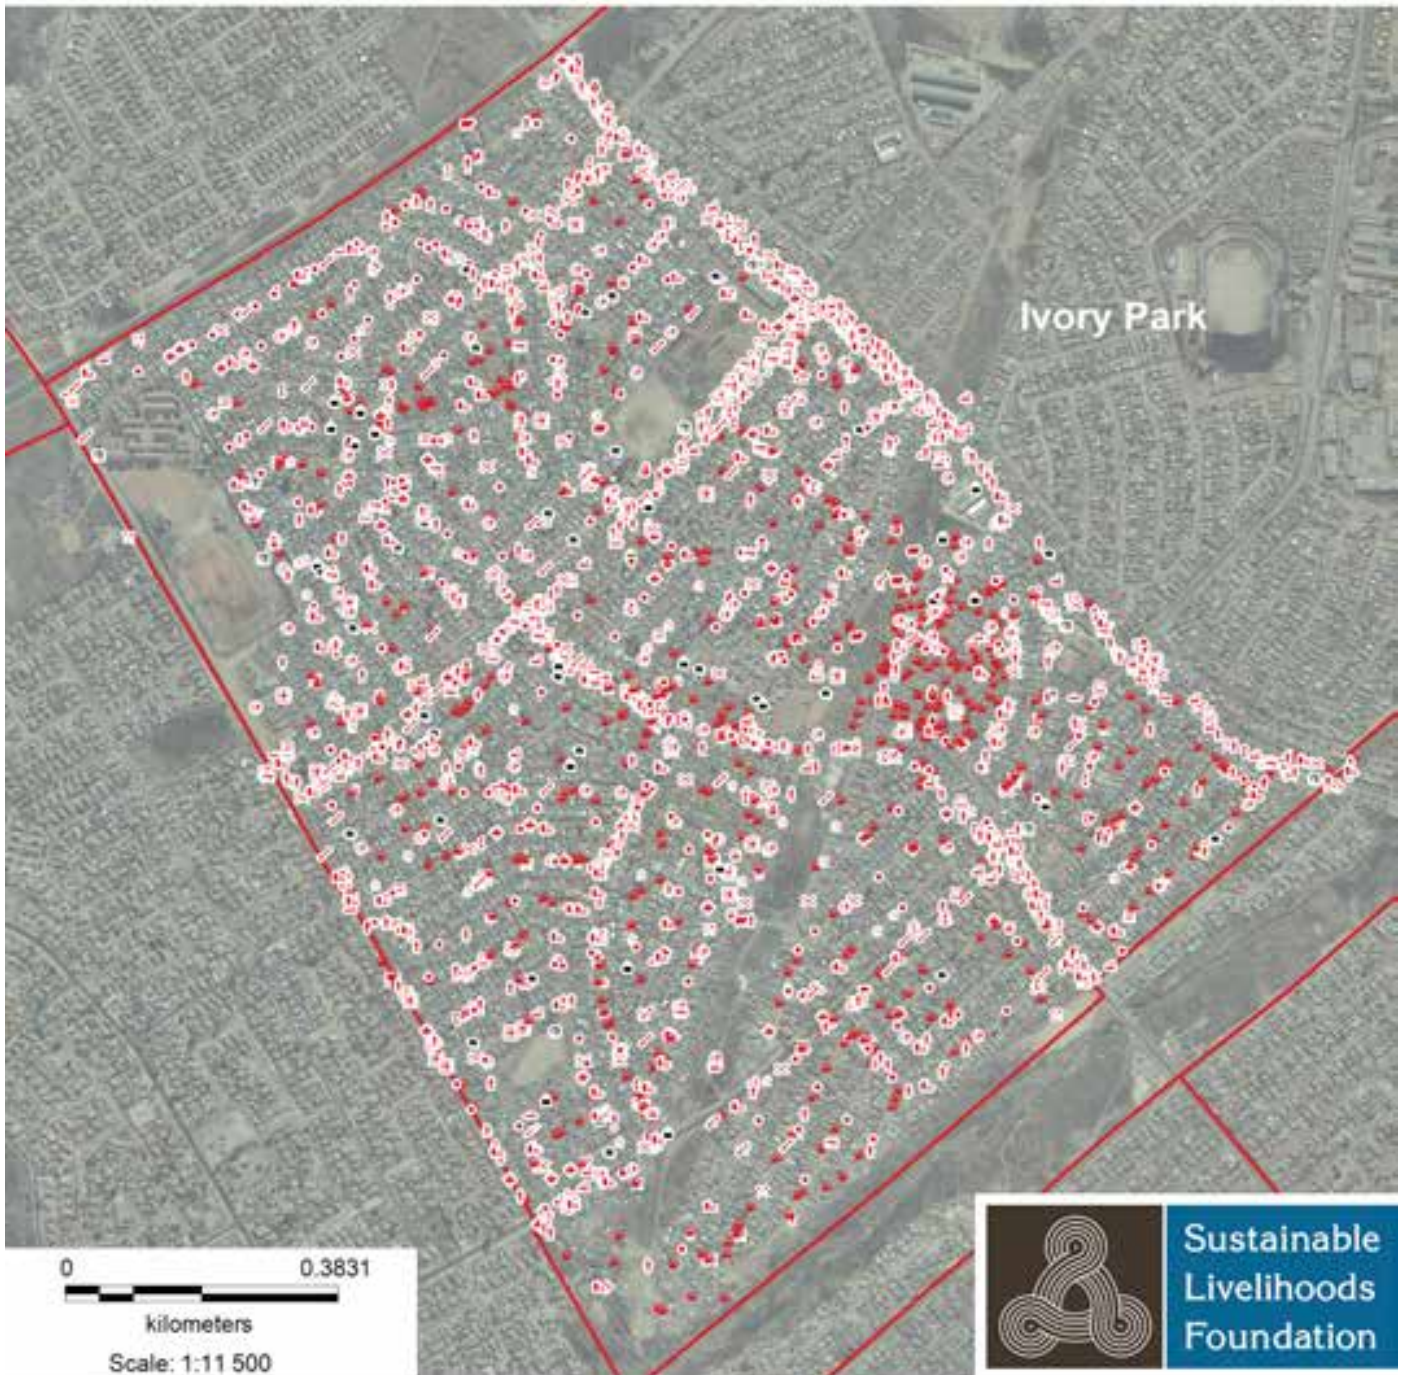 Ivory Park
0 0.3831
kilometers
Scale: 1:11 500
Sustainable
Livelihoods
Foundation